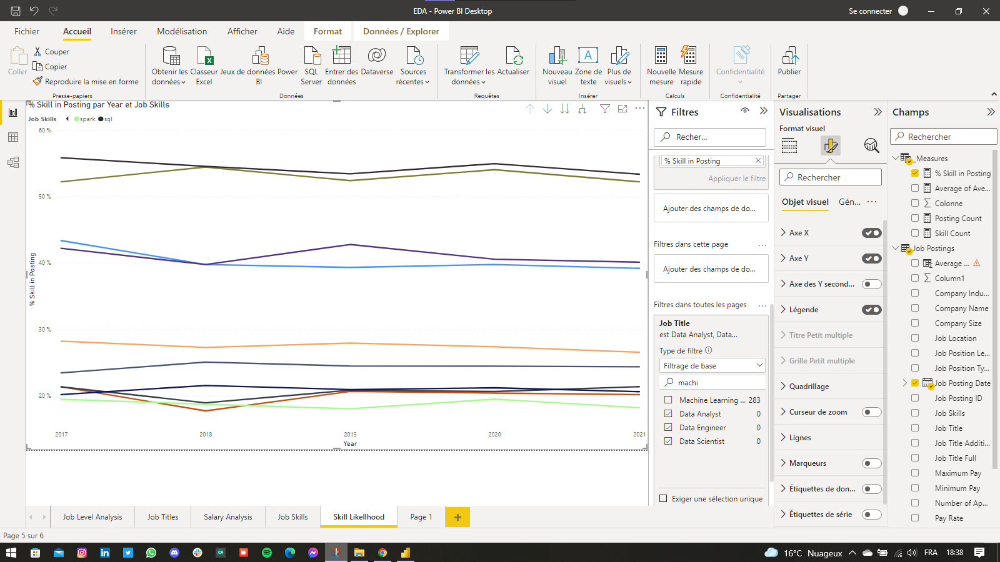 EDA - Power BI Desktop
Se connecter
Fichier
Accueil
Insérer
Modélisation
Afficher
Aide
Format
Données / Explorer
Coller
Couper
Copier
Reproduire la mise en forme
Presse-papiers
Obtenir les données
Classeur Excel
Jeux de données Power BI
SQL Server
Entrer des données
Dataverse
Sources récentes
Données
Transformer les données
Actualiser
Requêtes
Nouveau visuel
Zone de texte
Plus de visuels
Insérer
Nouvelle mesure
Mesure rapide
Calculs
Confidentialité
Confidentialité
Publier
Partager
% Skill in Posting par Year et Job Skills
Job Skills
spark
sql
60 %
50 %
40 %
30 %
20 %
% Skill in Posting
2017
2018
2019
2020
2021
Year
Filtres
Recher...
% Skill in Posting
Appliquer le filtre
Ajouter des champs de do...
Filtres dans cette page
Ajouter des champs de do...
Filtres dans toutes les pages
Job Title
est Data Analyst, Data...
Type de filtre
Filtrage de base
machi
Machine Learning ... 283
Data Analyst 0
Data Engineer 0
Data Scientist 0
Exiger une sélection unique
Visualisations
Format visuel
Rechercher
Objet visuel
Gén...
Axe X
Axe Y
Axe des Y second...
Légende
Titre Petit multiple
Grille Petit multiple
Quadrillage
Curseur de zoom
Lignes
Marqueurs
Étiquettes de don...
Étiquettes de série
Champs
Rechercher
_Measures
% Skill in Posting
Average of Ave...
Colonne
Posting Count
Skill Count
Job Postings
Average ...
Column1
Company Indu...
Company Name
Company Size
Job Location
Job Position Le...
Job Position Ty...
Job Posting Date
Job Posting ID
Job Skills
Job Title
Job Title Additi...
Job Title Full
Maximum Pay
Minimum Pay
Number of Ap...
Pay Rate
Job Level Analysis
Job Titles
Salary Analysis
Job Skills
Skill Likelihood
Page 1
Page 5 sur 6
16°C Nuageux
FRA
18:38